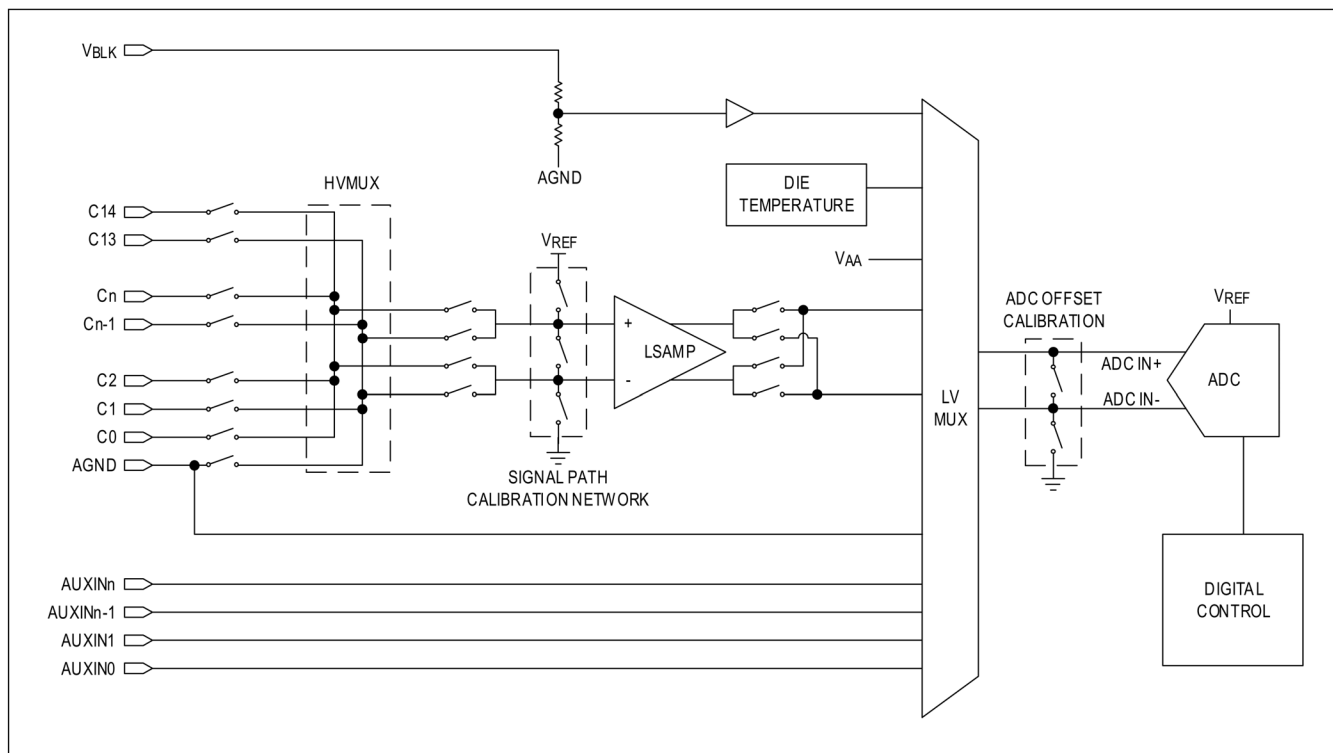 VBLK
AGND
HVMUX
DIE
TEMPERATURE
C14
C13
VREF
VAA
Cn
Cn-1
ADC OFFSET
CALIBRATION
VREF
+
LSAMP
-
ADC IN+
ADC
ADC IN-
C2
C1
C0
AGND
LV
MUX
SIGNAL PATH
CALIBRATION NETWORK
AUXINn
AUXINn-1
AUXIN1
AUXIN0
DIGITAL
CONTROL